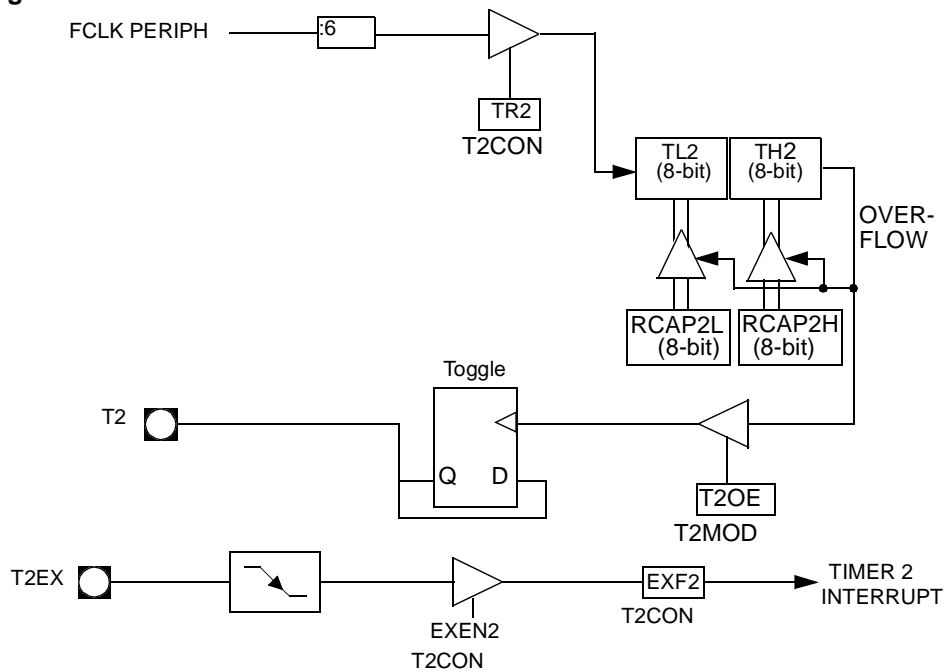 g
FCLK PERIPH
:6
TR2
T2CON
TL2
(8-bit)
TH2
(8-bit)
OVER-
FLOW
RCAP2L
(8-bit)
RCAP2H
(8-bit)
Toggle
T2
Q D
T2OE
T2MOD
T2EX
EXEN2
T2CON
EXF2
T2CON
TIMER 2
INTERRUPT